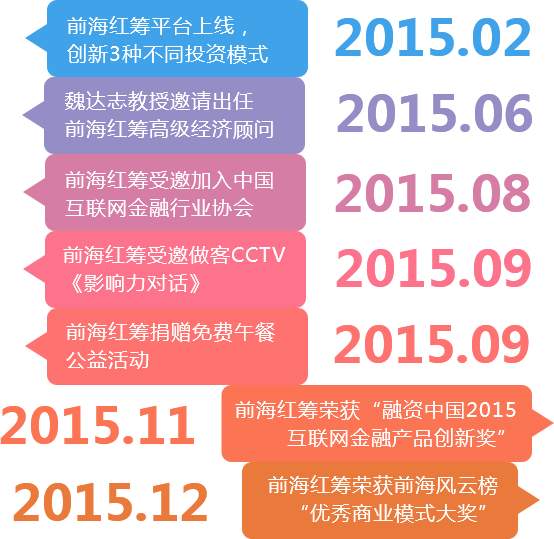 前海红筹平台上线，
创新3种不同投资模式
2015.02
魏达志教授邀请出任
前海红筹高级经济顾问
2015.06
前海红筹受邀加入中国
互联网金融行业协会
2015.08
前海红筹受邀做客CCTV
《影响力对话》
2015.09
前海红筹捐赠免费午餐
公益活动
2015.09
2015.11
前海红筹荣获“融资中国2015
互联网金融产品创新奖”
2015.12
前海红筹荣获前海风云榜
“优秀商业模式大奖”